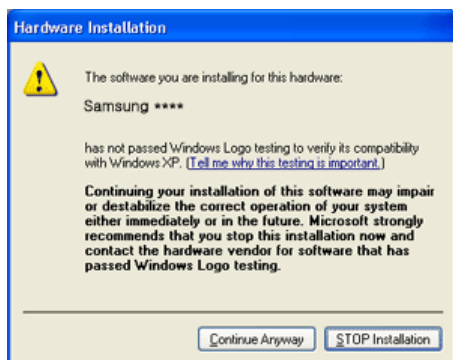 Hardware Installation
The software you are installing for this hardware:
Samsung ****
has not passed Windows Logo testing to verify its compatibility
with Windows XP. (Tell me why this testing is important.)
Continuing your installation of this software may impair
or destabilize the correct operation of your system
either immediately or in the future. Microsoft strongly
recommends that you stop this installation now and
contact the hardware vendor for software that has
passed Windows Logo testing.
Continue Anyway STOP Installation